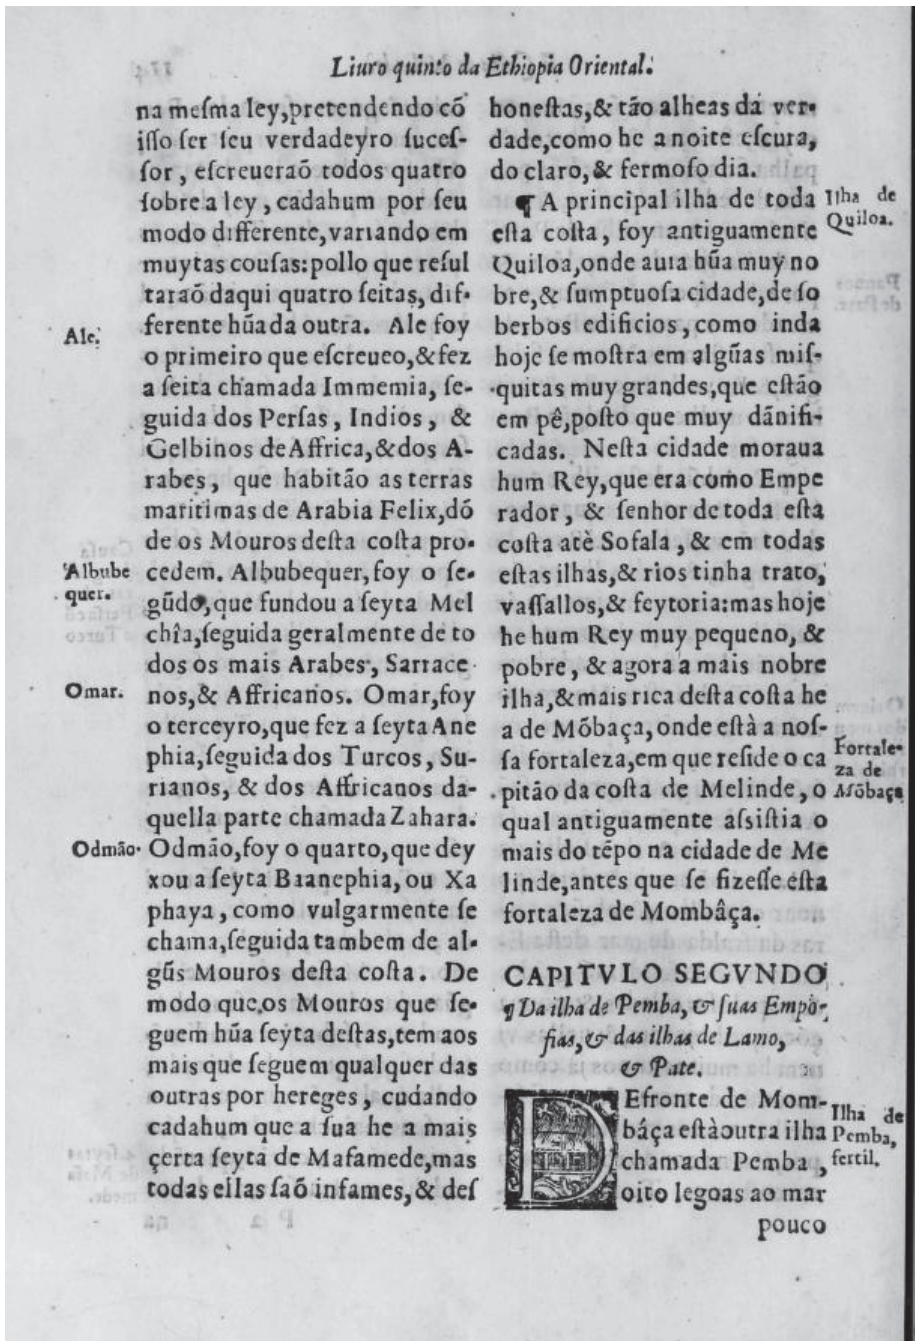 Liuro quinto da Ethiopia Oriental.
na meſma ley,pretendendo cõ
iſſo ſer ſeu verdadeyro ſuceſ-
ſor, eſcreueraõ todos quatro
ſobre a ley, cadahum por ſeu
modo differente,variando em
muytas couſas:pollo que reſul
taraõ daqui quatro ſeitas, dif-
ferente hũa da outra. Ale foy
Ale.
o primeiro que eſcreueo,&fez
a ſeita chamada Immemia, ſe-
guida dos Perſas, Indios, &
Gelbinos de Affrica,&dos A-
rabes, que habitão as terras
maritimas de Arabia Felix,dõ
de os Mouros deſta coſta pro-
cedem. Albubequer, foy o ſe-
Albube
quer.
gũdo,que fundou a ſeyta Mel
chîa,ſeguida geralmente de to
dos os mais Arabes, Sarrace
nos,& Affricanos. Omar,foy
Omar.
o terceyro,que fez a ſeyta Ane
phia,ſeguida dos Turcos, Su-
rianos, & dos Affricanos da-
quella parte chamada Zahara.
Odmão,foy o quarto,que dey
Odmão.
xou a ſeyta Baanephia, ou Xa
phaya, como vulgarmente ſe
chama,ſeguida tambem de al-
gũs Mouros deſta coſta. De
modo que os Mouros que ſe-
guem hũa ſeyta deſtas,tem aos
mais que ſeguem qualquer das
outras por hereges, cuidando
cadahum que a ſua he a mais
çerta ſeyta de Mafamede,mas
todas ellas ſaõ infames,& deſ
honeſtas,& tão alheas da ver-
dade,como he a noite eſcura,
do claro,& fermoſo dia.
¶ A principal ilha de toda
Ilha de
Quiloa.
eſta coſta, foy antiguamente
Quiloa,onde auia hũa muy no
bre,& ſumptuoſa cidade,de ſo
berbos edificios, como inda
hoje ſe moſtra em algũas miſ-
quitas muy grandes,que eſtão
em pê,poſto que muy dãnifi-
cadas. Neſta cidade moraua
hum Rey,que era como Empe
rador, & ſenhor de toda eſta
coſta atè Sofala, & em todas
eſtas ilhas,& rios tinha trato,
vaſſallos,& feytoria:mas hoje
he hum Rey muy pequeno, &
pobre, & agora a mais nobre
ilha,& mais rica deſta coſta he
a de Mõbaça,onde eſtà a noſ-
ſa fortaleza,em que reſide o ca
Fortale-
za de
Mõbaça
pitão da coſta de Melinde, o
qual antiguamente aſsiſtia o
mais do tẽpo na cidade de Me
linde,antes que ſe fizeſſe eſta
fortaleza de Mombâça.
CAPITVLO SEGVNDO
¶ Da ilha de Pemba, & ſuas Empo-
ſias, & das ilhas de Lamo,
& Pate.
DEfronte de Mom-
Ilha de
Pemba,
fertil.
báça eſtà outra ilha
chamada Pemba,
oito legoas ao mar
pouco